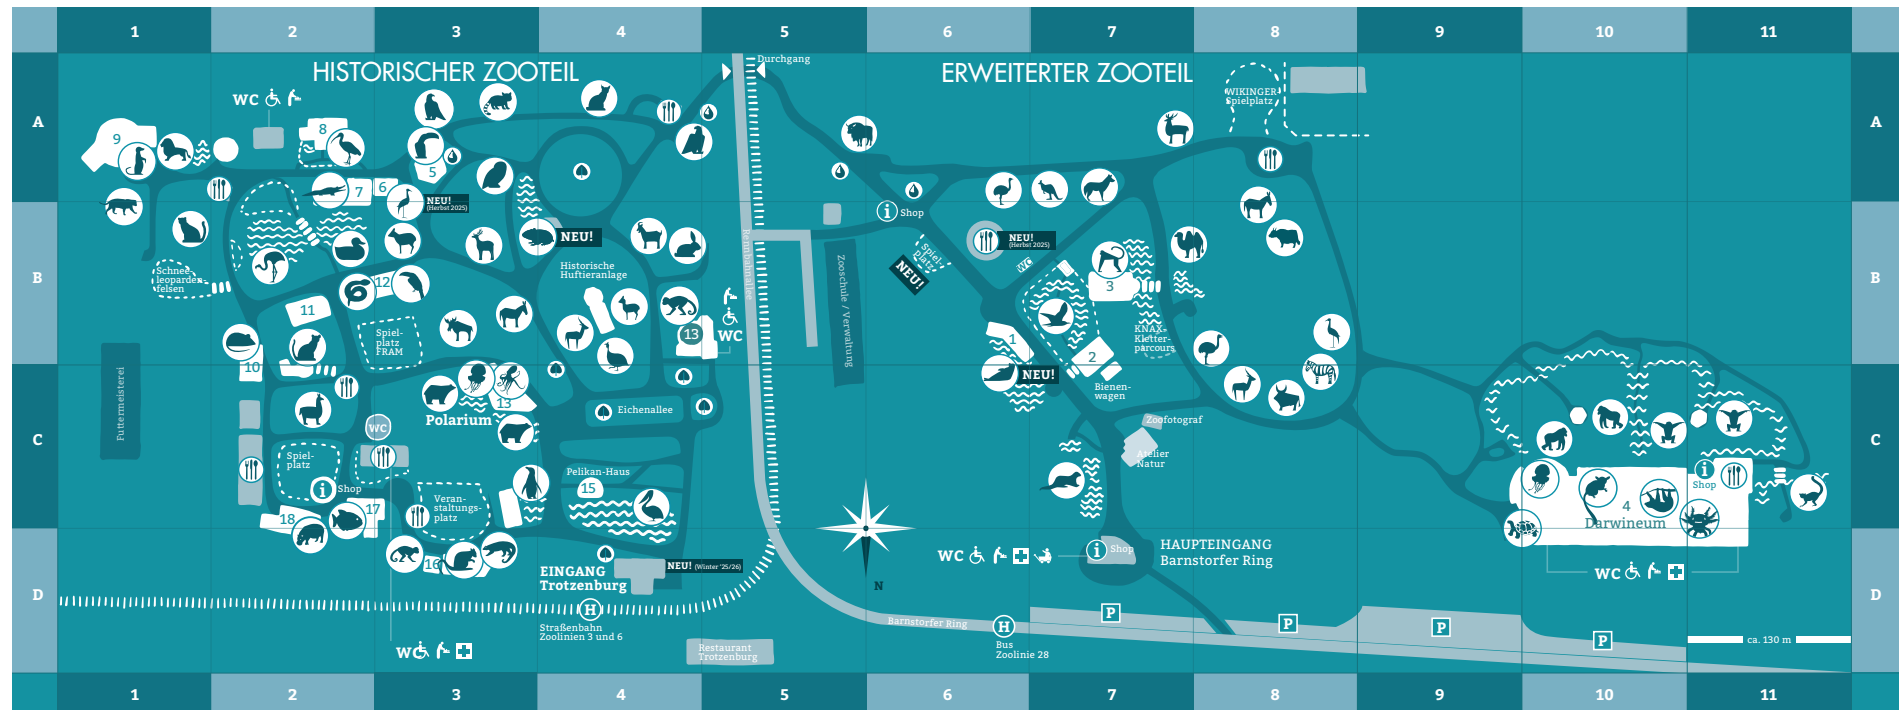 1 2 3 4 5 6 7 8 9 10 11
HISTORISCHER ZOOTEIL
ERWEITERTER ZOOTEIL
Durchgang
WIKINGER-
Spielplatz
A
A
WC
9
8
5
7
6
NEU!
(Herbst 2025)
i Shop
NEU!
NEU!
(Herbst 2025)
B
B
Schnee-
leoparden-
felsen
Historische
Huftieranlage
Rennbahnallee
Zooschule / Verwaltung
Spiel-
platz
NEU!
WC
12
11
3
13
WC
Spiel-
platz
FRAM
KNAX-
Kletter-
parcours
1
2
10
NEU!
Bienen-
wagen
Futtermeisterei
13
Polarium
Eichenallee
Zoofotograf
Atelier
Natur
C
C
WC
Spiel-
platz
i Shop
Pelikan-Haus
15
Veran-
staltungs-
platz
17
18
i
Shop
4
Darwineum
16
EINGANG
Trotzenburg
NEU! (Winter '25/26)
N
WC
i Shop
HAUPTEINGANG
Barnstorfer Ring
WC
D
D
H
Straßenbahn
Zoolinien 3 und 6
Barnstorfer Ring
H
Bus
Zoolinie 28
P
P
P
P
ca. 130 m
WC
Restaurant
Trotzenburg
1 2 3 4 5 6 7 8 9 10 11